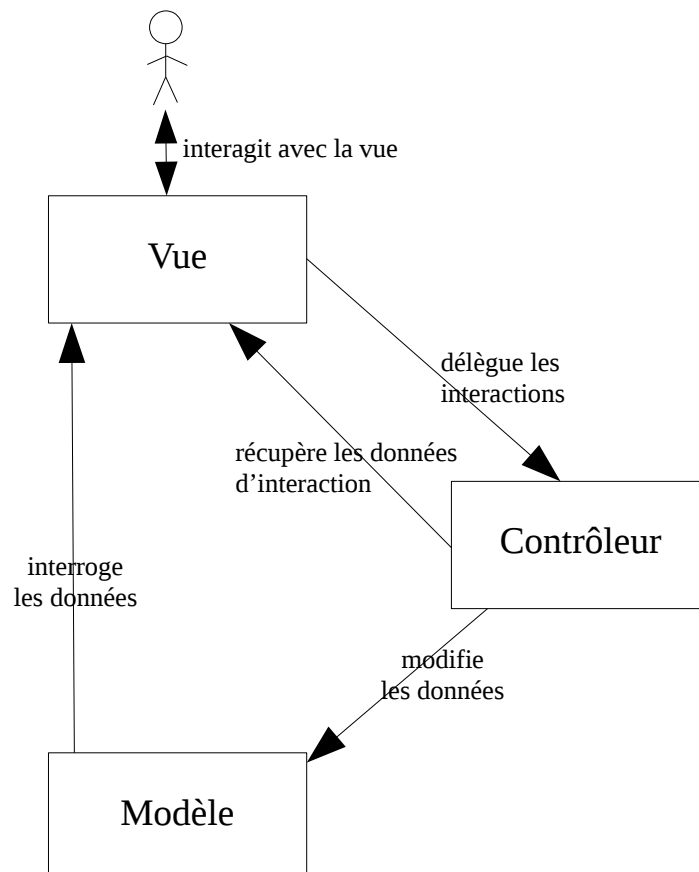 interagit avec la vue
Vue
délègue les
interactions
récupère les données
d’interaction
Contrôleur
interroge
les données
modifie
les données
Modèle